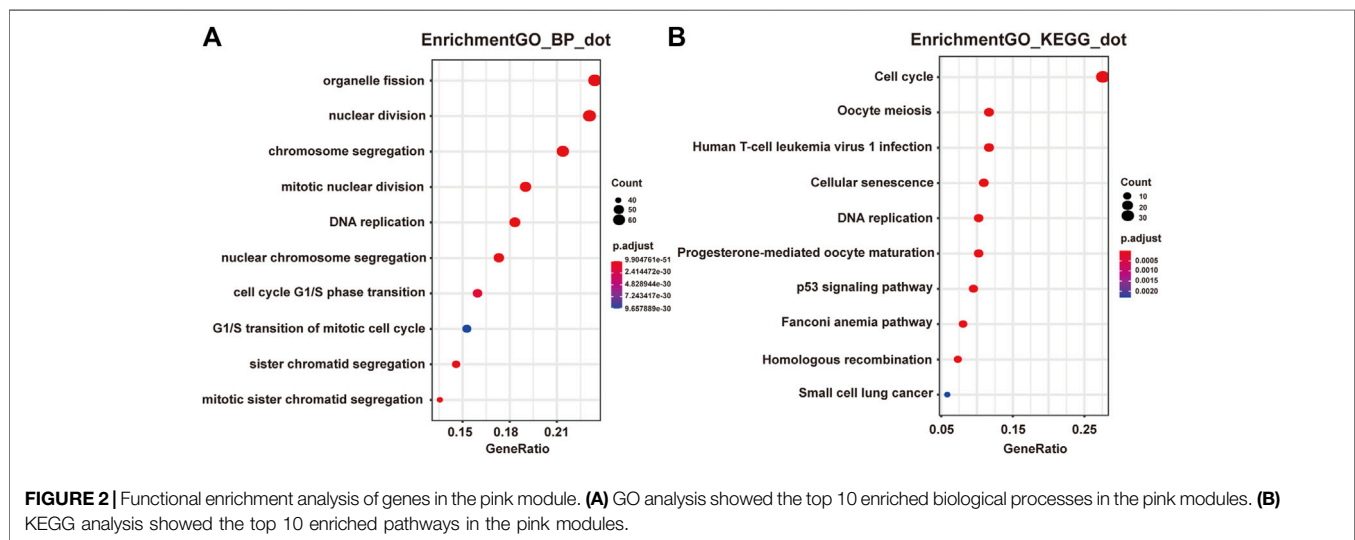 A
EnrichmentGO_BP_dot
organelle fission
nuclear division
chromosome segregation
mitotic nuclear division
DNA replication
nuclear chromosome segregation
cell cycle G1/S phase transition
G1/S transition of mitotic cell cycle
sister chromatid segregation
mitotic sister chromatid segregation
0.15 0.18 0.21
GeneRatio
Count
40
50
60
p.adjust
9.904761e-51
2.414472e-30
4.828944e-30
7.243417e-30
9.657889e-30
B
EnrichmentGO_KEGG_dot
Cell cycle
Oocyte meiosis
Human T-cell leukemia virus 1 infection
Cellular senescence
DNA replication
Progesterone-mediated oocyte maturation
p53 signaling pathway
Fanconi anemia pathway
Homologous recombination
Small cell lung cancer
0.05 0.15 0.25
GeneRatio
Count
10
20
30
p.adjust
0.0005
0.0010
0.0015
0.0020
FIGURE 2 | Functional enrichment analysis of genes in the pink module. (A) GO analysis showed the top 10 enriched biological processes in the pink modules. (B)
KEGG analysis showed the top 10 enriched pathways in the pink modules.